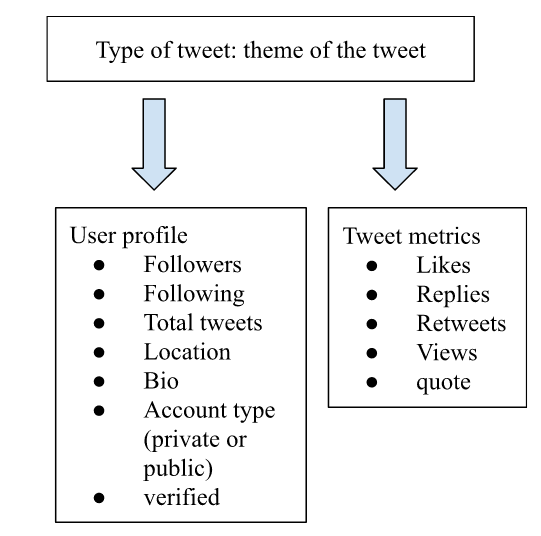 Type of tweet: theme of the tweet
User profile
● Followers
● Following
● Total tweets
● Location
● Bio
● Account type
(private or
public)
● verified
Tweet metrics
● Likes
● Replies
● Retweets
● Views
● quote